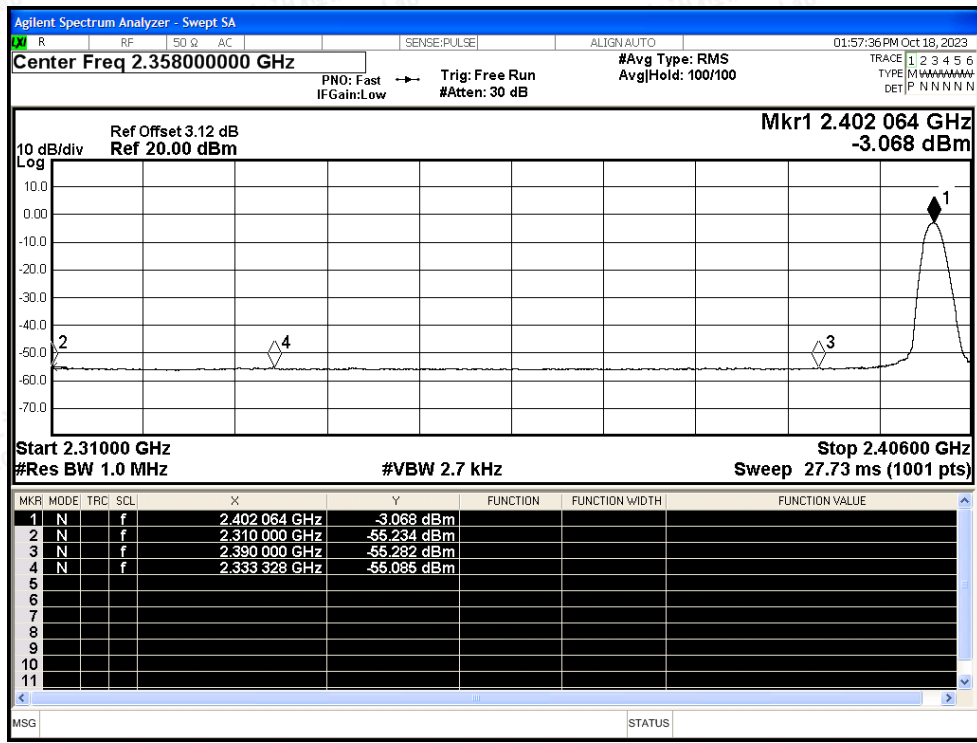 Agilent Spectrum Analyzer - Swept SA
LXI R RF 50 Ω AC SENSE:PULSE ALIGN AUTO 01:57:36 PM Oct 18, 2023
Center Freq 2.358000000 GHz #Avg Type: RMS TRACE 1 2 3 4 5 6
PNO: Fast Trig: Free Run Avg|Hold: 100/100 TYPE M WWWWW
IFGain:Low #Atten: 30 dB DET P N N N N N
Mkr1 2.402 064 GHz
-3.068 dBm
Ref Offset 3.12 dB
10 dB/div Ref 20.00 dBm
Log
10.0
0.00
-10.0
-20.0
-30.0
-40.0
-50.0
-60.0
-70.0
1
2
4
3
Start 2.31000 GHz Stop 2.40600 GHz
#Res BW 1.0 MHz #VBW 2.7 kHz Sweep 27.73 ms (1001 pts)
MKR MODE TRC SCL X Y FUNCTION FUNCTION WIDTH FUNCTION VALUE
1 N f 2.402 064 GHz -3.068 dBm
2 N f 2.310 000 GHz -55.234 dBm
3 N f 2.390 000 GHz -55.282 dBm
4 N f 2.333 328 GHz -55.085 dBm
5
6
7
8
9
10
11
MSG STATUS